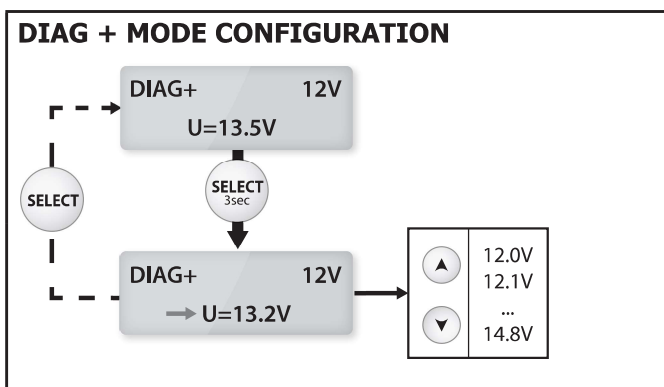 DIAG + MODE CONFIGURATION
DIAG+ 12V
U=13.5V
SELECT
SELECT
3sec
DIAG+ 12V
U=13.2V
12.0V
12.1V
...
14.8V